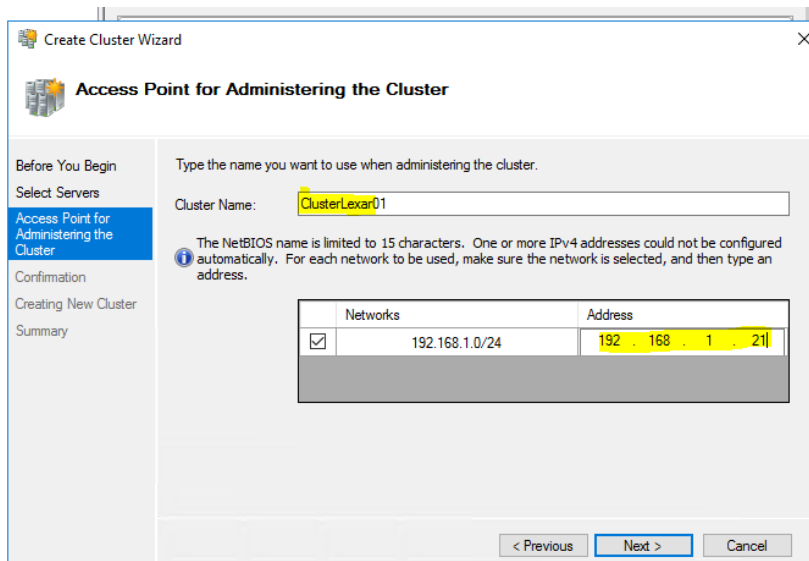 Create Cluster Wizard
Access Point for Administering the Cluster
Before You Begin
Select Servers
Access Point for
Administering the
Cluster
Confirmation
Creating New Cluster
Summary
Type the name you want to use when administering the cluster.
Cluster Name:
ClusterLexar01
The NetBIOS name is limited to 15 characters. One or more IPv4 addresses could not be configured
automatically. For each network to be used, make sure the network is selected, and then type an
address.
Networks Address
192.168.1.0/24 192 . 168 . 1 . 21
< Previous Next > Cancel